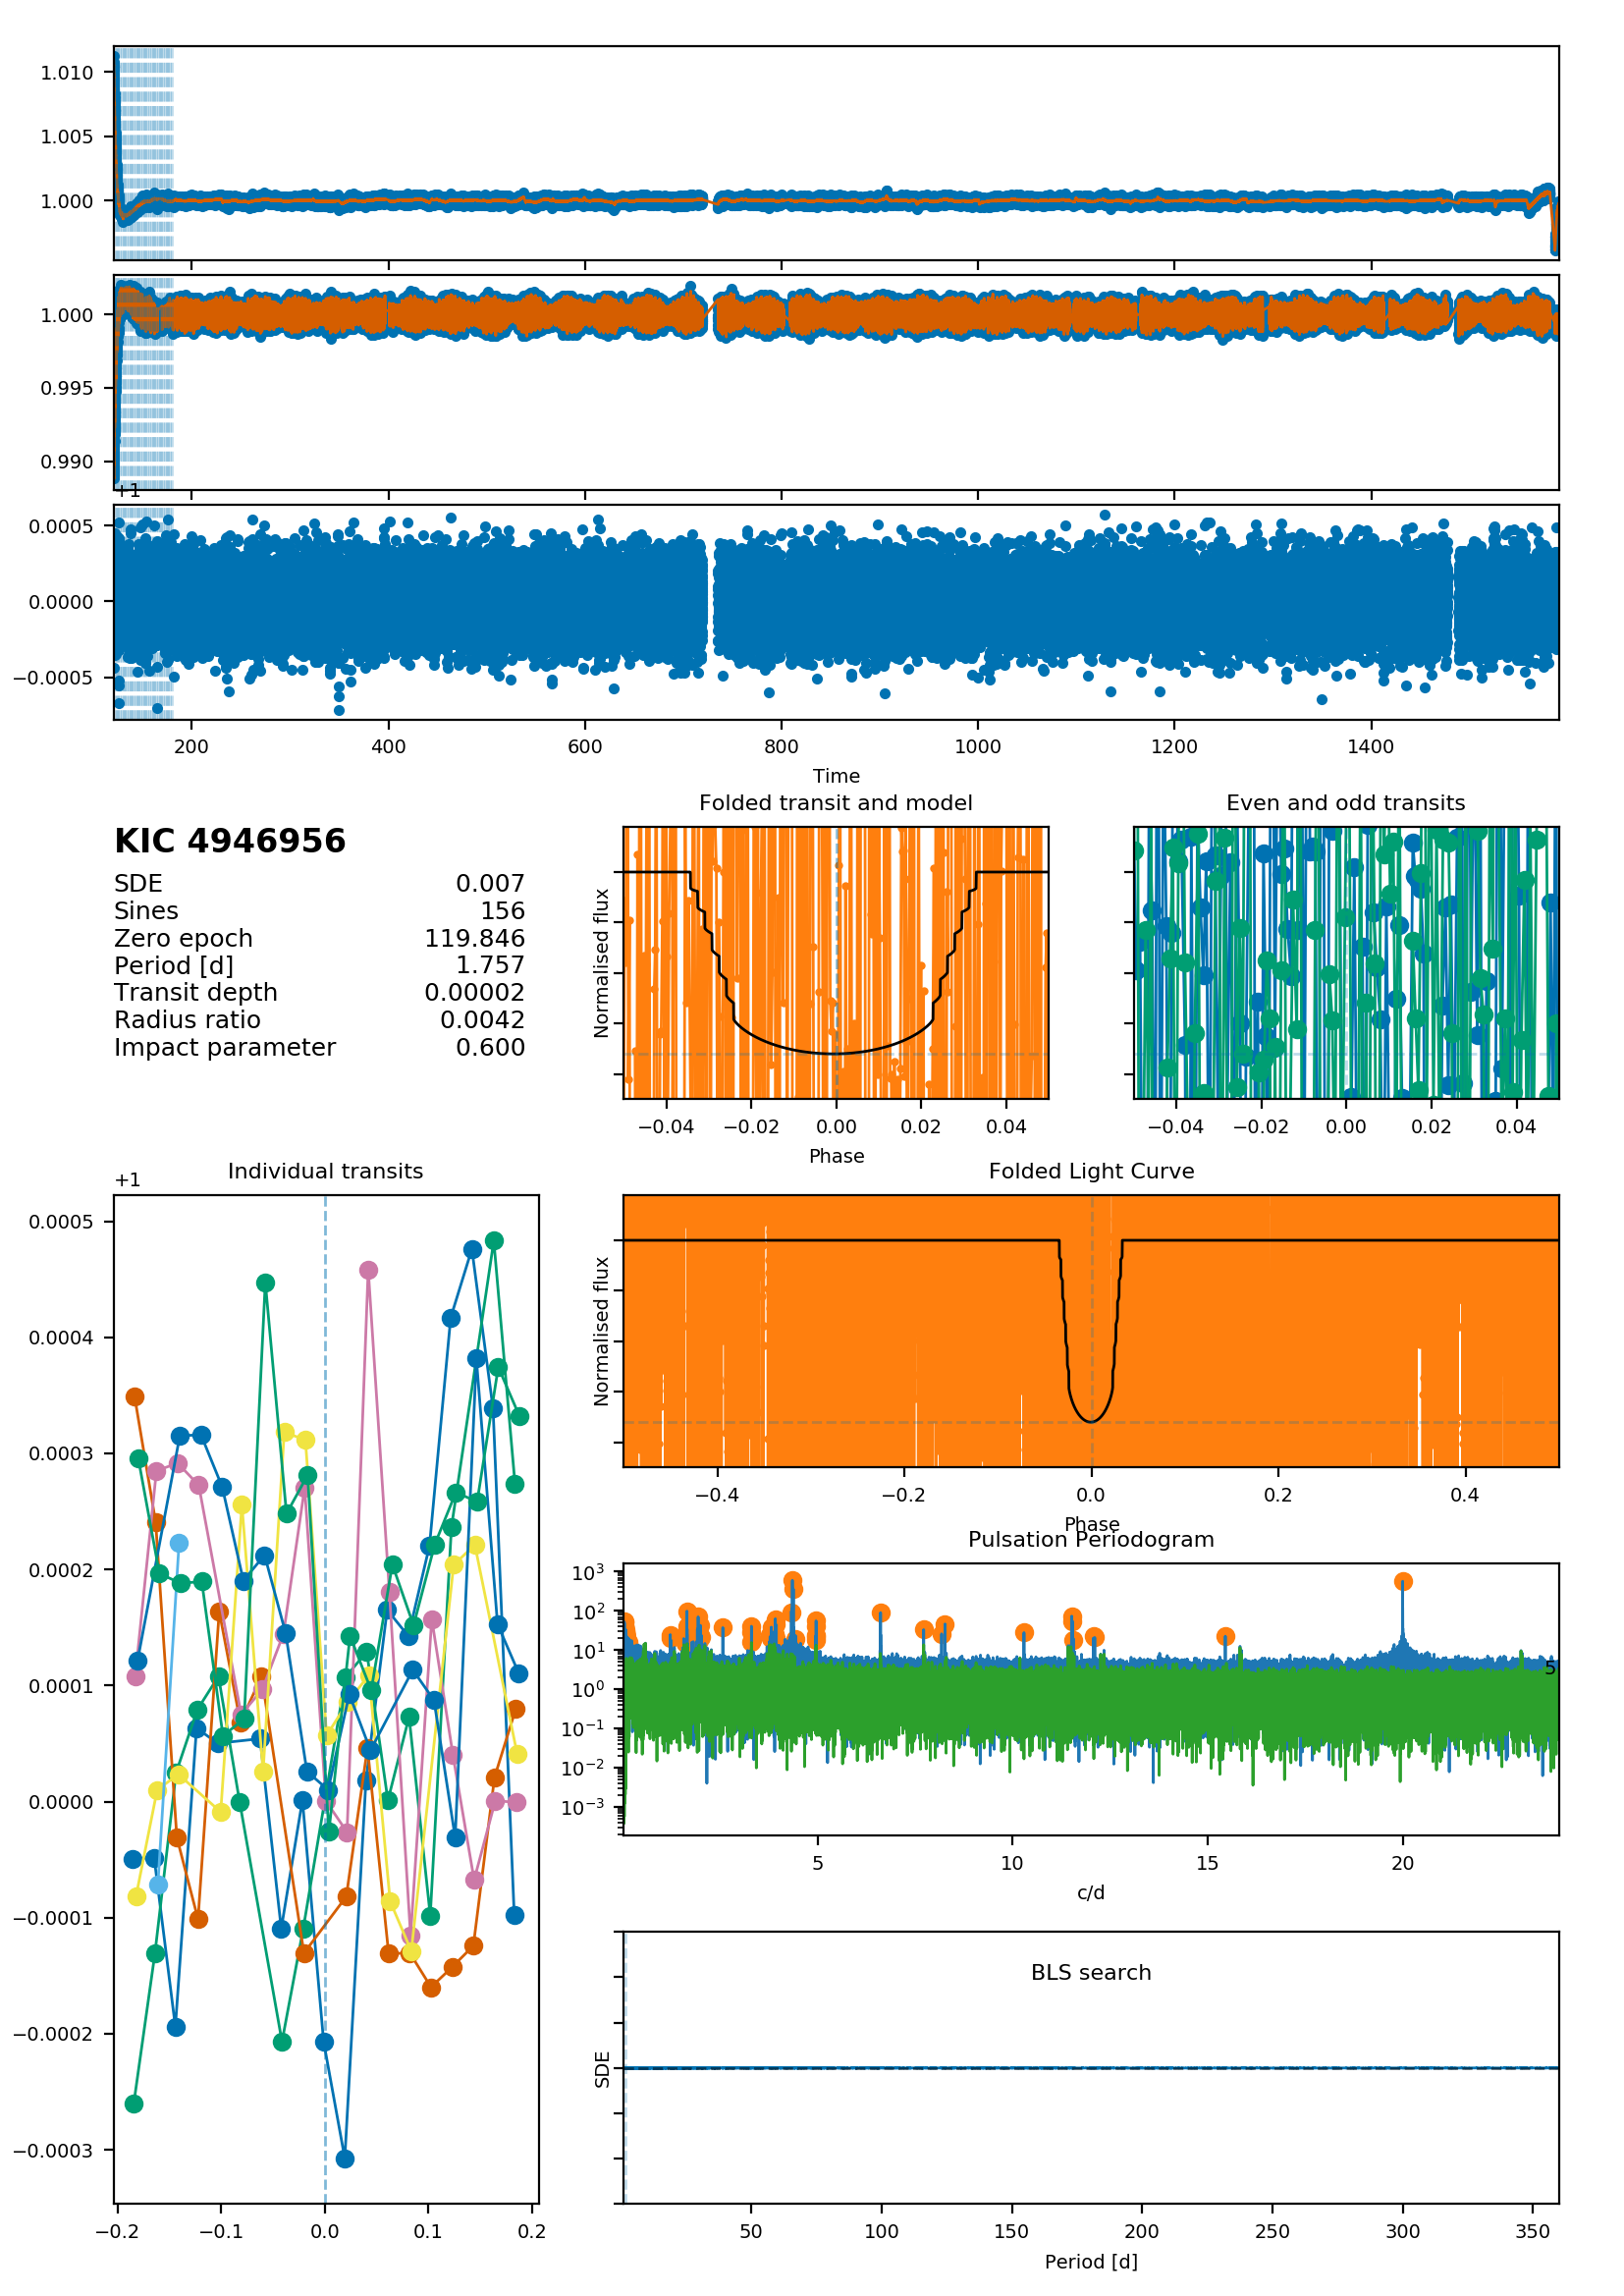 1.010
1.005
1.000
1.000
0.995
0.990
+1
0.0005
0.0000
−0.0005
200 400 600 800 1000 1200 1400
Time
KIC 4946956
SDE 0.007
Sines 156
Zero epoch 119.846
Period [d] 1.757
Transit depth 0.00002
Radius ratio 0.0042
Impact parameter 0.600
Folded transit and model
Normalised flux
−0.04 −0.02 0.00 0.02 0.04
Phase
Even and odd transits
−0.04 −0.02 0.00 0.02 0.04
Individual transits
+1
0.0005
0.0004
0.0003
0.0002
0.0001
0.0000
−0.0001
−0.0002
−0.0003
−0.2 −0.1 0.0 0.1 0.2
Folded Light Curve
Normalised flux
−0.4 −0.2 0.0 0.2 0.4
Phase
Pulsation Periodogram
10³
10²
10¹
10⁰
10⁻¹
10⁻²
10⁻³
5
5 10 15 20
c/d
BLS search
SDE
50 100 150 200 250 300 350
Period [d]